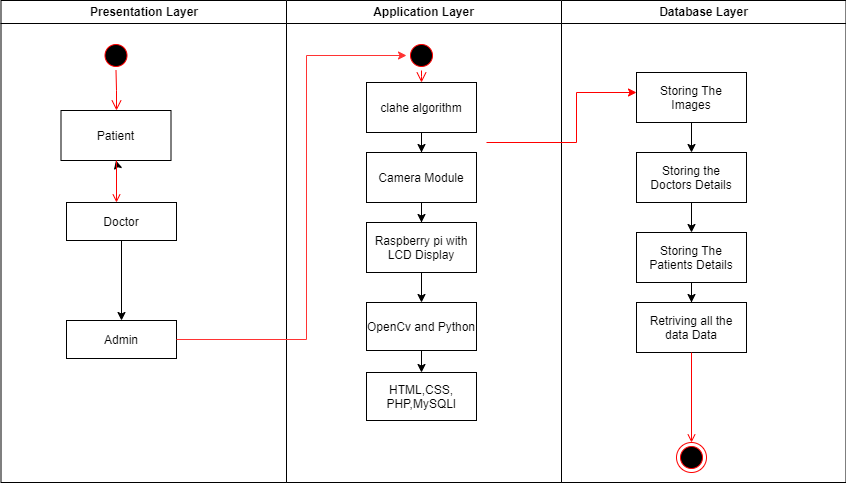 Presentation Layer
Application Layer
Database Layer
Patient
Doctor
Admin
clahe algorithm
Camera Module
Raspberry pi with
LCD Display
OpenCv and Python
HTML,CSS,
PHP,MySQLI
Storing The
Images
Storing the
Doctors Details
Storing The
Patients Details
Retriving all the
data Data